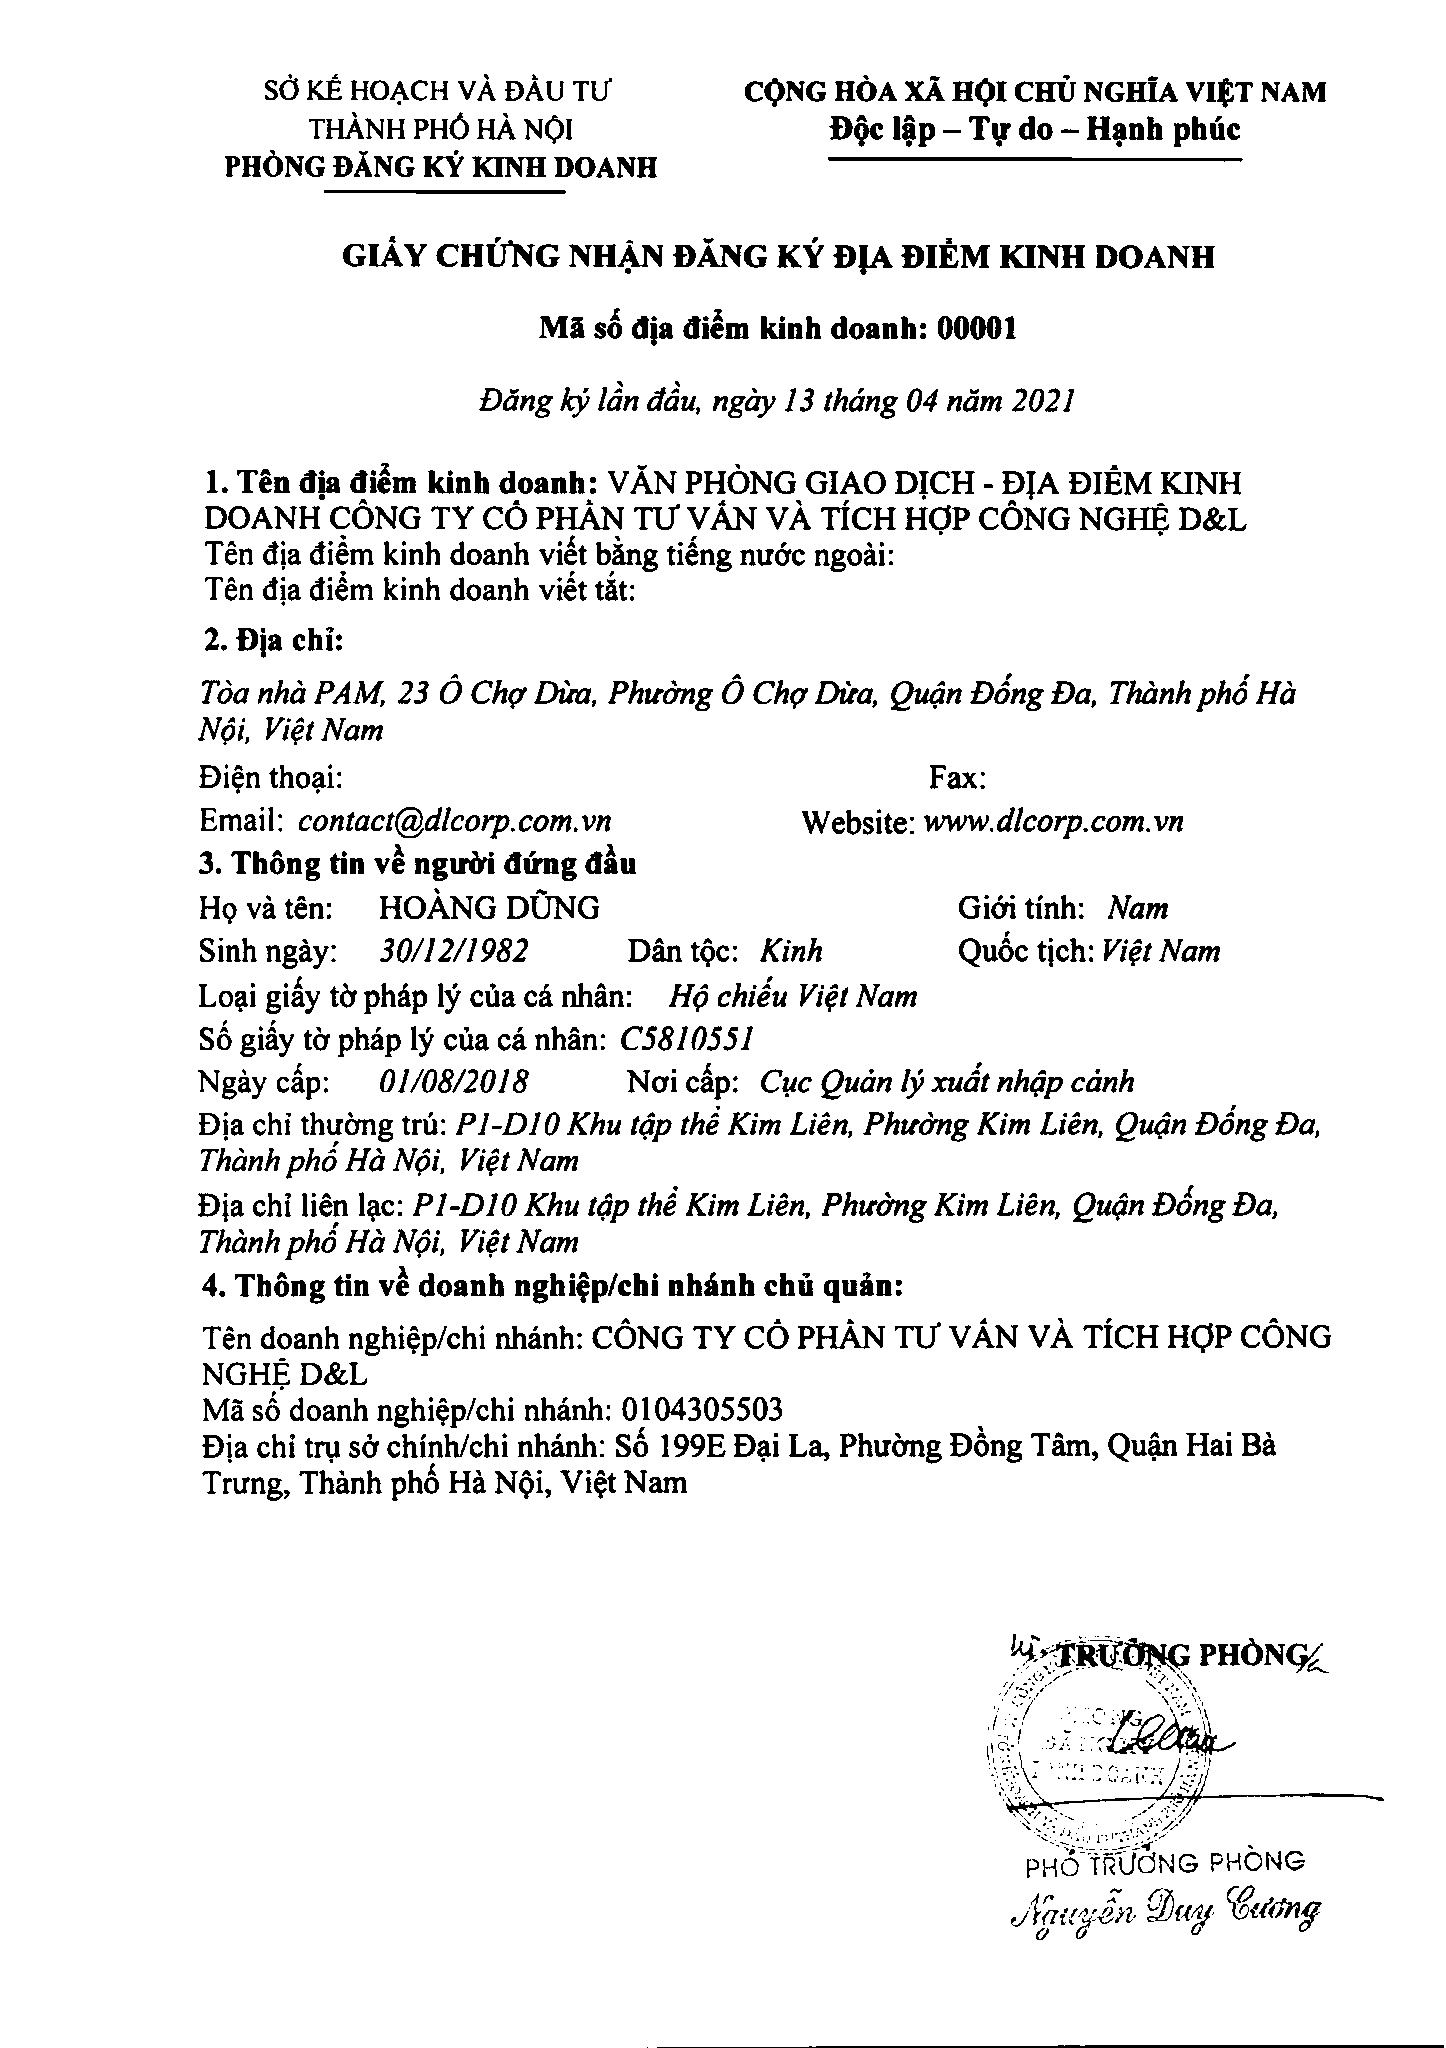 SỞ KẾ HOẠCH VÀ ĐẦU TƯ
THÀNH PHỐ HÀ NỘI
PHÒNG ĐĂNG KÝ KINH DOANH
CỘNG HÒA XÃ HỘI CHỦ NGHĨA VIỆT NAM
Độc lập – Tự do – Hạnh phúc
GIẤY CHỨNG NHẬN ĐĂNG KÝ ĐỊA ĐIỂM KINH DOANH
Mã số địa điểm kinh doanh: 00001
Đăng ký lần đầu, ngày 13 tháng 04 năm 2021
1. Tên địa điểm kinh doanh: VĂN PHÒNG GIAO DỊCH - ĐỊA ĐIỂM KINH
DOANH CÔNG TY CỔ PHẦN TƯ VẤN VÀ TÍCH HỢP CÔNG NGHỆ D&L
Tên địa điểm kinh doanh viết bằng tiếng nước ngoài:
Tên địa điểm kinh doanh viết tắt:
2. Địa chỉ:
Tòa nhà PAM, 23 Ô Chợ Dừa, Phường Ô Chợ Dừa, Quận Đống Đa, Thành phố Hà
Nội, Việt Nam
Điện thoại: Fax:
Email: contact@dlcorp.com.vn Website: www.dlcorp.com.vn
3. Thông tin về người đứng đầu
Họ và tên: HOÀNG DŨNG Giới tính: Nam
Sinh ngày: 30/12/1982 Dân tộc: Kinh Quốc tịch: Việt Nam
Loại giấy tờ pháp lý của cá nhân: Hộ chiếu Việt Nam
Số giấy tờ pháp lý của cá nhân: C5810551
Ngày cấp: 01/08/2018 Nơi cấp: Cục Quản lý xuất nhập cảnh
Địa chỉ thường trú: P1-D10 Khu tập thể Kim Liên, Phường Kim Liên, Quận Đống Đa,
Thành phố Hà Nội, Việt Nam
Địa chỉ liên lạc: P1-D10 Khu tập thể Kim Liên, Phường Kim Liên, Quận Đống Đa,
Thành phố Hà Nội, Việt Nam
4. Thông tin về doanh nghiệp/chi nhánh chủ quản:
Tên doanh nghiệp/chi nhánh: CÔNG TY CỔ PHẦN TƯ VẤN VÀ TÍCH HỢP CÔNG
NGHỆ D&L
Mã số doanh nghiệp/chi nhánh: 0104305503
Địa chỉ trụ sở chính/chi nhánh: Số 199E Đại La, Phường Đồng Tâm, Quận Hai Bà
Trưng, Thành phố Hà Nội, Việt Nam
TRƯỞNG PHÒNG
PHÓ TRƯỞNG PHÒNG
Nguyễn Duy Cương